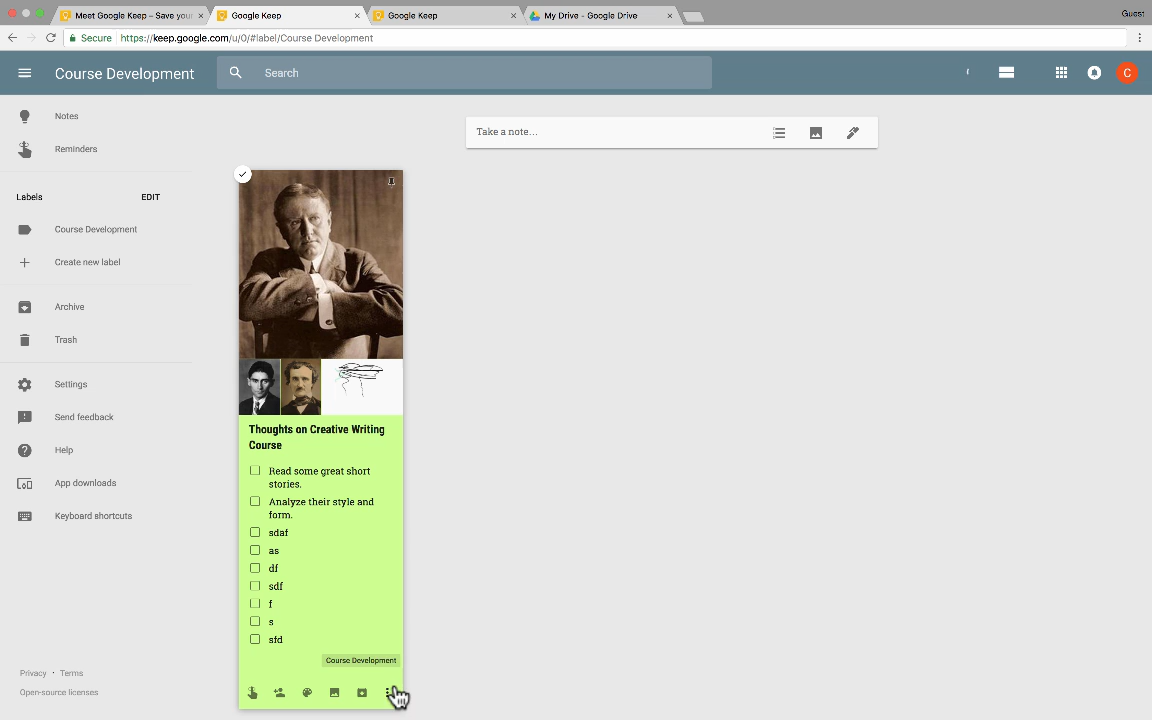 Meet Google Keep – Save your
Google Keep
Google Keep
My Drive - Google Drive
Guest
Secure
https://keep.google.com/u/0/#label/Course Development
Course Development
Search
C
Notes
Take a note...
Reminders
Labels
EDIT
Course Development
Create new label
Archive
Trash
Settings
Send feedback
Help
App downloads
Keyboard shortcuts
Thoughts on Creative Writing
Course
Read some great short
stories.
Analyze their style and
form.
sdaf
as
df
sdf
f
s
sfd
Course Development
Privacy · Terms
Open-source licenses